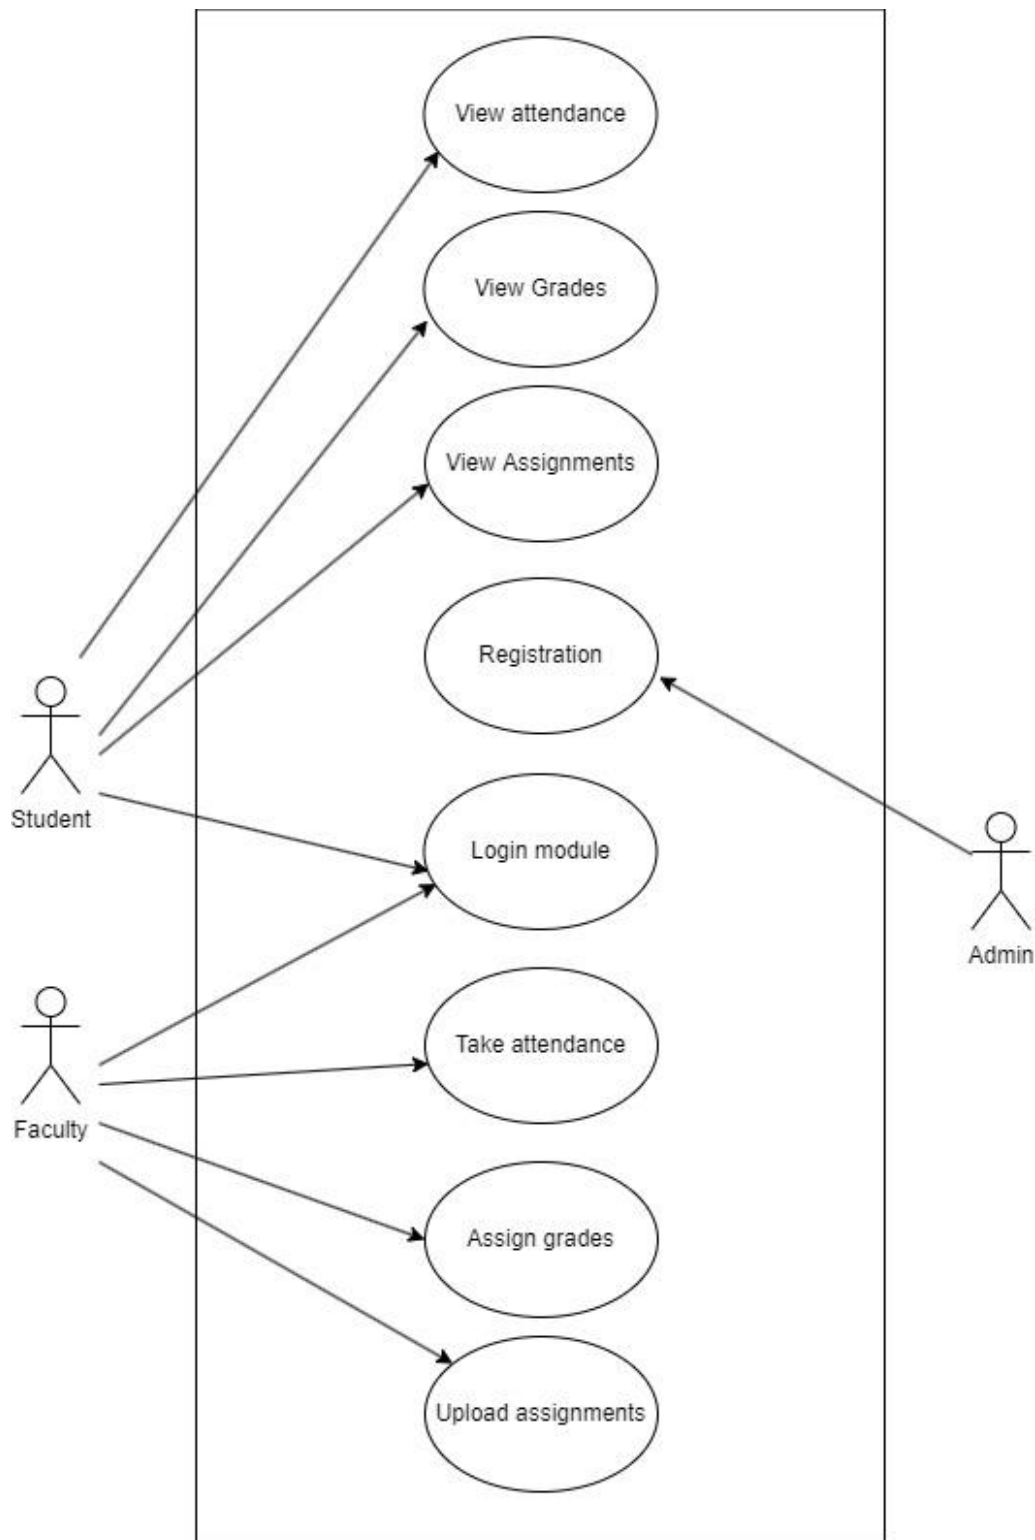 View attendance
View Grades
View Assignments
Registration
Student
Login module
Admin
Take attendance
Faculty
Assign grades
Upload assignments